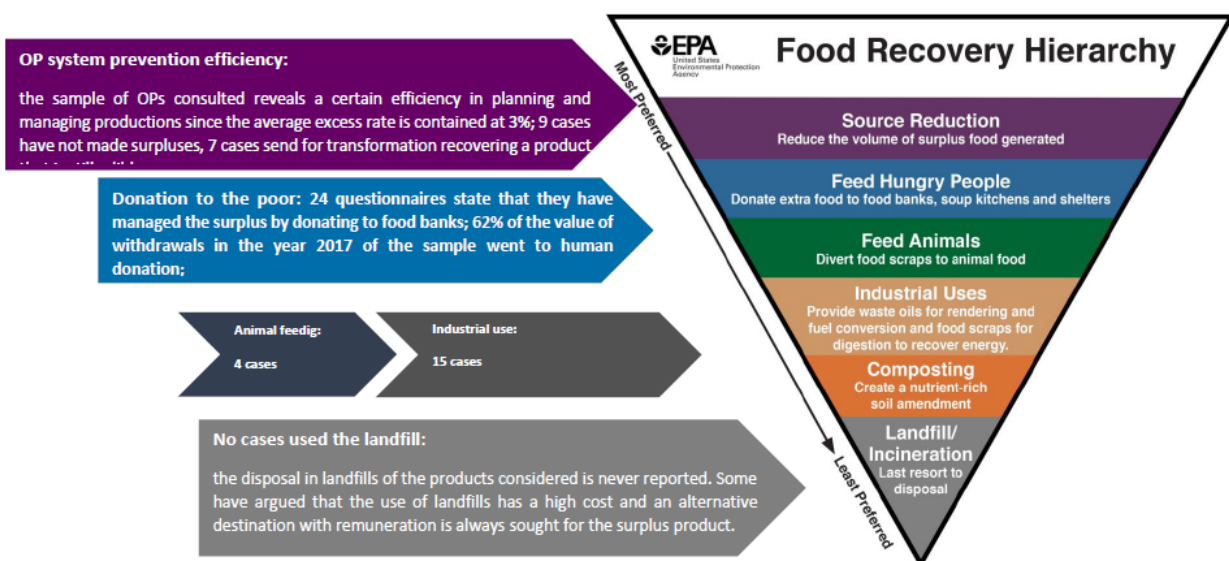 OP system prevention efficiency:
the sample of OPs consulted reveals a certain efficiency in planning and
managing productions since the average excess rate is contained at 3%; 9 cases
have not made surpluses, 7 cases send for transformation recovering a product
Donation to the poor: 24 questionnaires state that they have
managed the surplus by donating to food banks; 62% of the value of
withdrawals in the year 2017 of the sample went to human
donation;
Animal feedig:
4 cases
Industrial use:
15 cases
No cases used the landfill:
the disposal in landfills of the products considered is never reported. Some
have argued that the use of landfills has a high cost and an alternative
destination with remuneration is always sought for the surplus product.
EPA
United States
Environmental Protection
Agency
Food Recovery Hierarchy
Most Preferred
Source Reduction
Reduce the volume of surplus food generated
Feed Hungry People
Donate extra food to food banks, soup kitchens and shelters
Feed Animals
Divert food scraps to animal food
Industrial Uses
Provide waste oils for rendering and
fuel conversion and food scraps for
digestion to recover energy.
Composting
Create a nutrient-rich
soil amendment
Landfill/
Incineration
Last resort to
disposal
Least Preferred